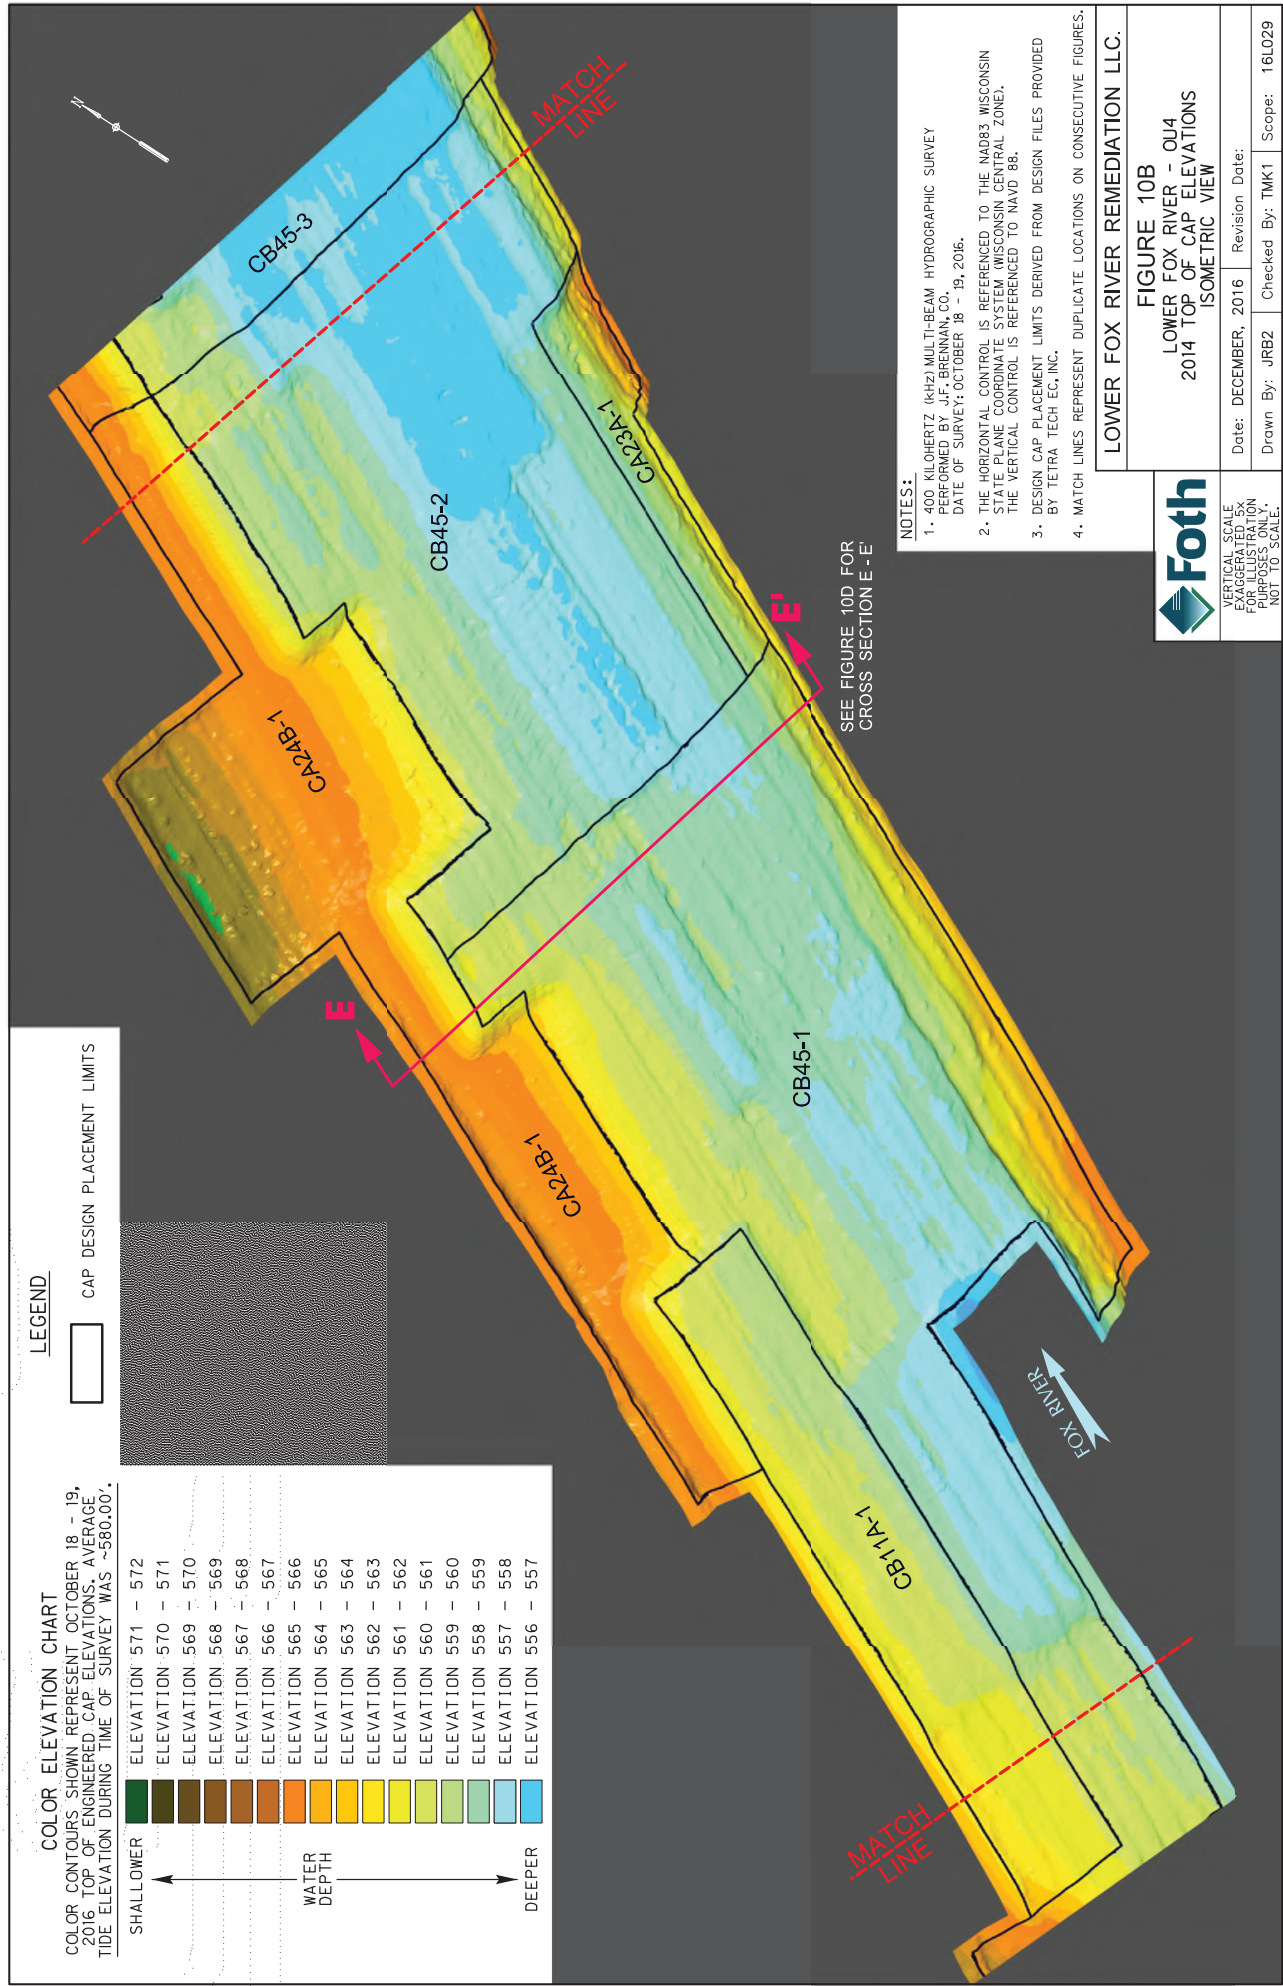 COLOR ELEVATION CHART
COLOR CONTOURS SHOWN REPRESENT OCTOBER 18 - 19,
2016 TOP OF ENGINEERED CAP ELEVATIONS. AVERAGE
TIDE ELEVATION DURING TIME OF SURVEY WAS ~580.00'.
SHALLOWER
WATER
DEPTH
DEEPER
ELEVATION 571 - 572
ELEVATION 570 - 571
ELEVATION 569 - 570
ELEVATION 568 - 569
ELEVATION 567 - 568
ELEVATION 566 - 567
ELEVATION 565 - 566
ELEVATION 564 - 565
ELEVATION 563 - 564
ELEVATION 562 - 563
ELEVATION 561 - 562
ELEVATION 560 - 561
ELEVATION 559 - 560
ELEVATION 558 - 559
ELEVATION 557 - 558
ELEVATION 556 - 557
LEGEND
CAP DESIGN PLACEMENT LIMITS
N
MATCH
LINE
CB45-3
CB45-2
CA23A-1
CA24B-1
E
E'
SEE FIGURE 10D FOR
CROSS SECTION E - E'
CA24B-1
CB45-1
CB11A-1
FOX RIVER
MATCH
LINE
NOTES:
1. 400 KILOHERTZ (kHz) MULTI-BEAM HYDROGRAPHIC SURVEY
PERFORMED BY J.F. BRENNAN, CO.
DATE OF SURVEY: OCTOBER 18 - 19, 2016.
2. THE HORIZONTAL CONTROL IS REFERENCED TO THE NAD83 WISCONSIN
STATE PLANE COORDINATE SYSTEM (WISCONSIN CENTRAL ZONE).
THE VERTICAL CONTROL IS REFERENCED TO NAVD 88.
3. DESIGN CAP PLACEMENT LIMITS DERIVED FROM DESIGN FILES PROVIDED
BY TETRA TECH EC, INC.
4. MATCH LINES REPRESENT DUPLICATE LOCATIONS ON CONSECUTIVE FIGURES.
LOWER FOX RIVER REMEDIATION LLC.
FIGURE 10B
LOWER FOX RIVER - OU4
2014 TOP OF CAP ELEVATIONS
ISOMETRIC VIEW
Date: DECEMBER, 2016
Revision Date:
Drawn By: JRB2
Checked By: TMK1
Scope: 16L029
Foth
VERTICAL SCALE
EXAGGERATED 5x
FOR ILLUSTRATION
PURPOSES ONLY.
NOT TO SCALE.